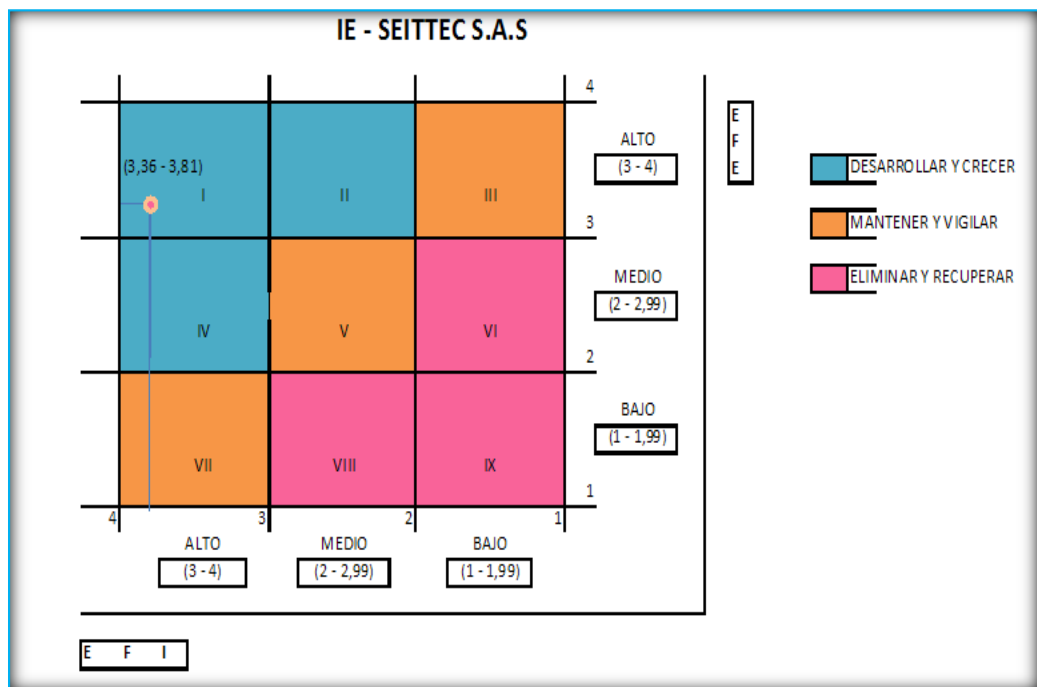 IE - SEITTEC S.A.S
4
E
F
E
ALTO
(3 - 4)
DESARROLLAR Y CRECER
(3,36 - 3,81)
I
II
III
3
MANTENER Y VIGILAR
MEDIO
(2 - 2,99)
ELIMINAR Y RECUPERAR
IV
V
VI
2
BAJO
(1 - 1,99)
VII
VIII
IX
1
4
3
2
1
ALTO
MEDIO
BAJO
(3 - 4)
(2 - 2,99)
(1 - 1,99)
E F I